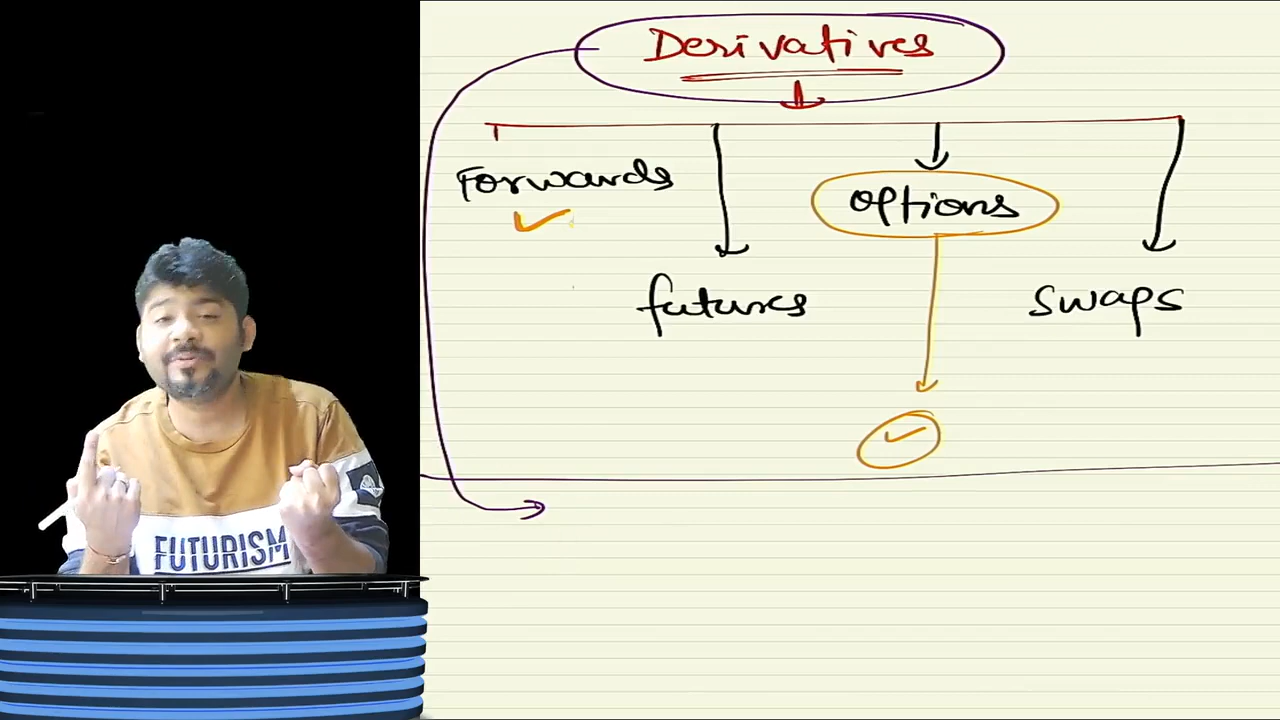 Derivatives
Forwards
options
futures
swaps
FUTURISM